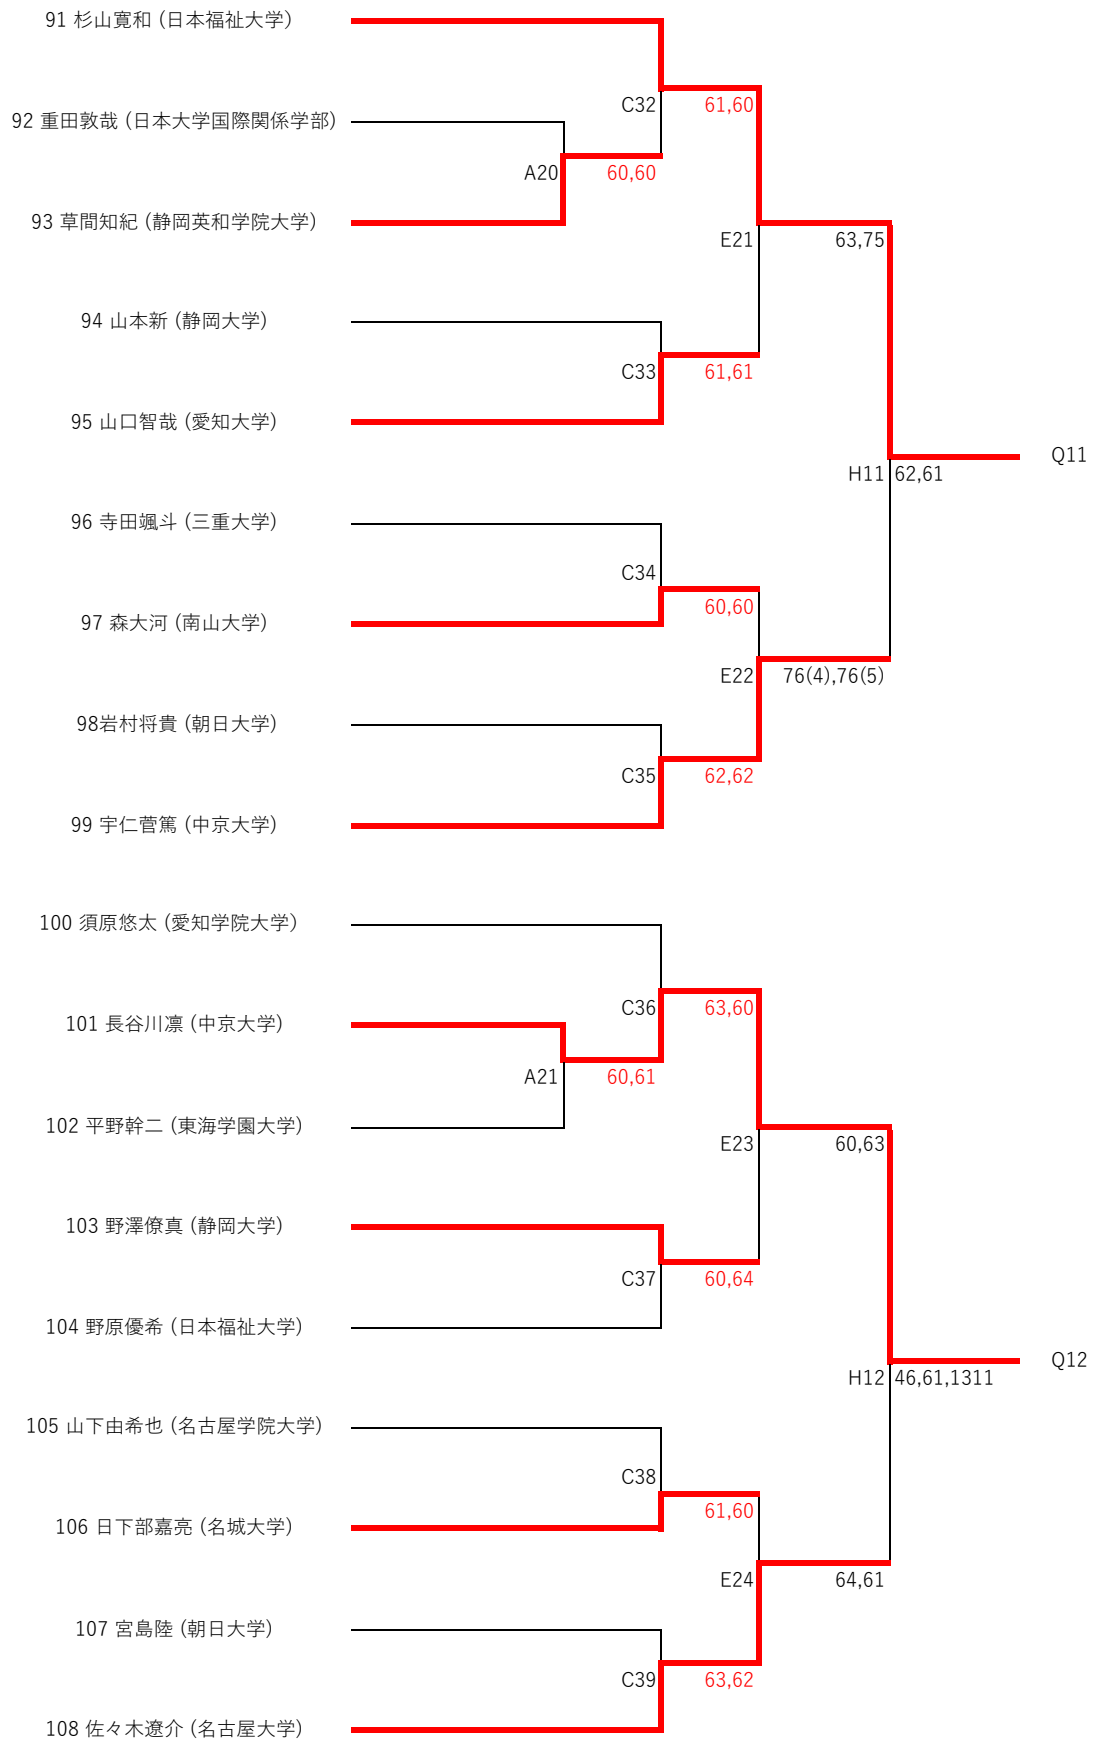 91 杉山寛和 (日本福祉大学)
C32
61,60
92 重田敦哉 (日本大学国際関係学部)
A20
60,60
93 草間知紀 (静岡英和学院大学)
E21
63,75
94 山本新 (静岡大学)
C33
61,61
95 山口智哉 (愛知大学)
H11
62,61
Q11
96 寺田颯斗 (三重大学)
C34
60,60
97 森大河 (南山大学)
E22
76(4),76(5)
98岩村将貴 (朝日大学)
C35
62,62
99 宇仁菅篤 (中京大学)
100 須原悠太 (愛知学院大学)
C36
63,60
101 長谷川凛 (中京大学)
A21
60,61
102 平野幹二 (東海学園大学)
E23
60,63
103 野澤僚真 (静岡大学)
C37
60,64
104 野原優希 (日本福祉大学)
H12
46,61,1311
Q12
105 山下由希也 (名古屋学院大学)
C38
61,60
106 日下部嘉亮 (名城大学)
E24
64,61
107 宮島陸 (朝日大学)
C39
63,62
108 佐々木遼介 (名古屋大学)